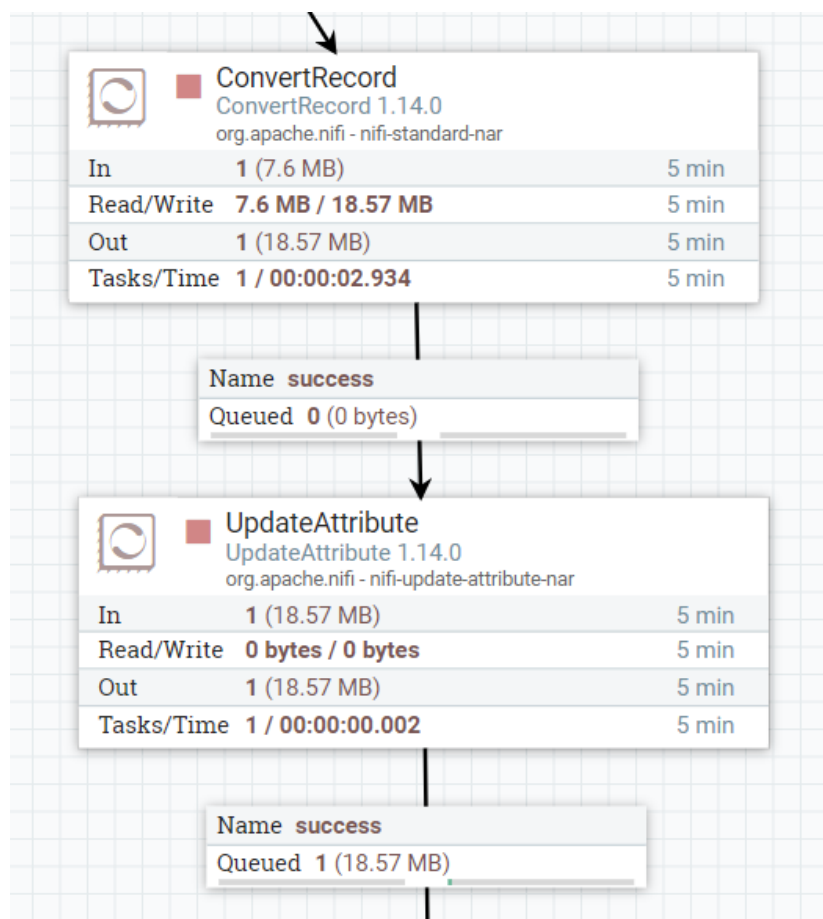 ConvertRecord
ConvertRecord 1.14.0
org.apache.nifi - nifi-standard-nar
In 1 (7.6 MB) 5 min
Read/Write 7.6 MB / 18.57 MB 5 min
Out 1 (18.57 MB) 5 min
Tasks/Time 1 / 00:00:02.934 5 min
Name success
Queued 0 (0 bytes)
UpdateAttribute
UpdateAttribute 1.14.0
org.apache.nifi - nifi-update-attribute-nar
In 1 (18.57 MB) 5 min
Read/Write 0 bytes / 0 bytes 5 min
Out 1 (18.57 MB) 5 min
Tasks/Time 1 / 00:00:00.002 5 min
Name success
Queued 1 (18.57 MB)